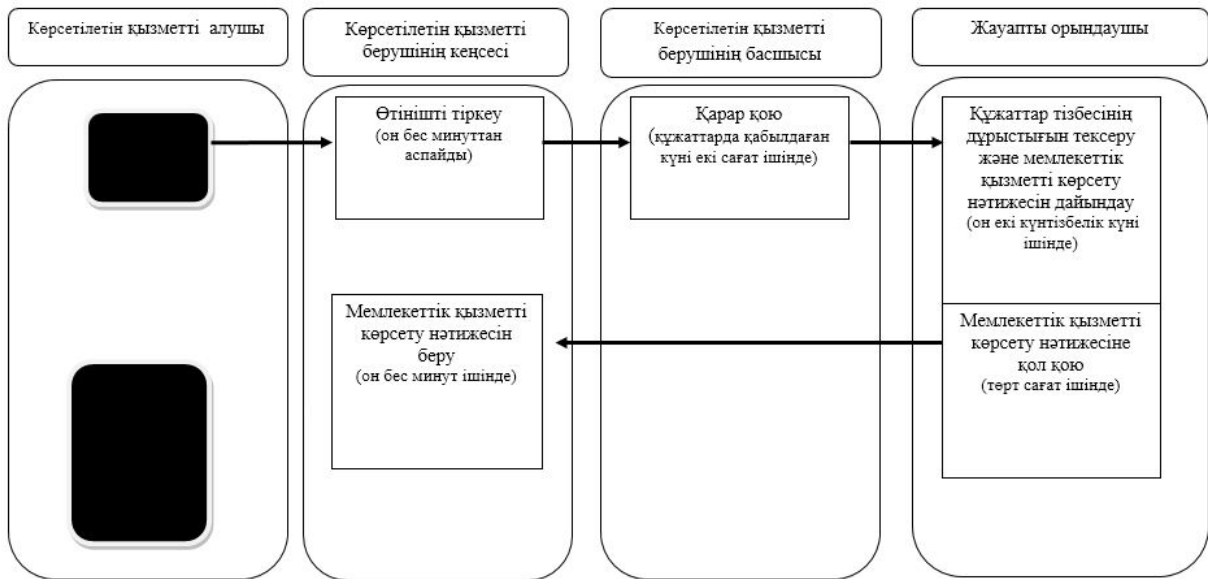 Көрсетілетін қызметті алушы
Көрсетілетін қызметті
берушінің кеңсесі
Көрсетілетін қызметті
берушінің басшысы
Жауапты орындаушы
Өтінішті тіркеу
(он бес минуттан
аспайды)
Қарар қою
(құжаттарда қабылдаған
күні екі сағат ішінде)
Құжаттар тізбесінің
дұрыстығын тексеру
және мемлекеттік
қызметті көрсету
нәтижесін дайындау
(он екі күнтізбелік күні
ішінде)
Мемлекеттік қызметті
көрсету нәтижесін
беру
(он бес минут ішінде)
Мемлекеттік қызметті
көрсету нәтижесіне
қол қою
(төрт сағат ішінде)